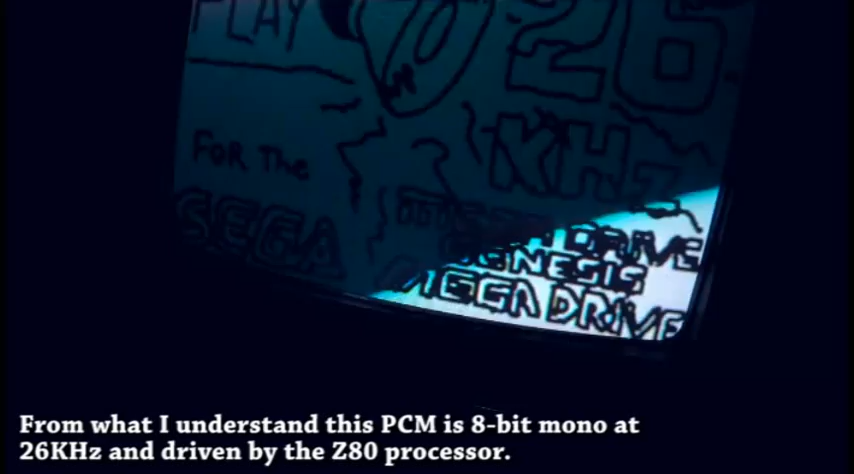 PLAY
26
KHz
FOR The
SEGA
DRIVE
GENESIS
MEGA DRIVE
From what I understand this PCM is 8-bit mono at
26KHz and driven by the Z80 processor.